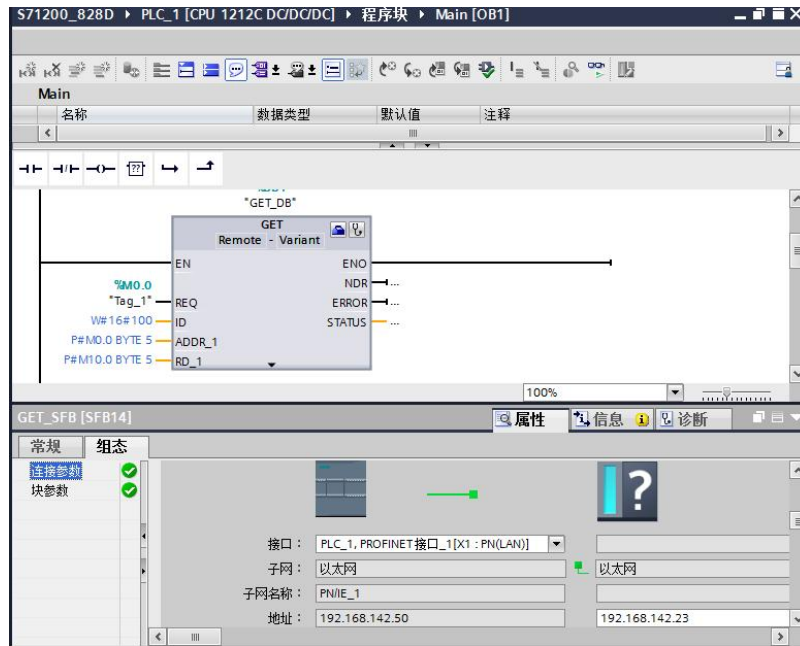 S71200_828D ▸ PLC_1 [CPU 1212C DC/DC/DC] ▸ 程序块 ▸ Main [OB1]
Main
名称 数据类型 默认值 注释
"GET_DB"
GET
Remote - Variant
EN ENO
%M0.0 NDR ...
"Tag_1" REQ ERROR ...
W#16#100 ID STATUS ...
P#M0.0 BYTE 5 ADDR_1
P#M10.0 BYTE 5 RD_1
100%
GET_SFB [SFB14] 属性 信息 诊断
常规 组态
连接参数
块参数
接口： PLC_1, PROFINET接口_1[X1 : PN(LAN)]
子网： 以太网 以太网
子网名称： PN/IE_1
地址： 192.168.142.50 192.168.142.23